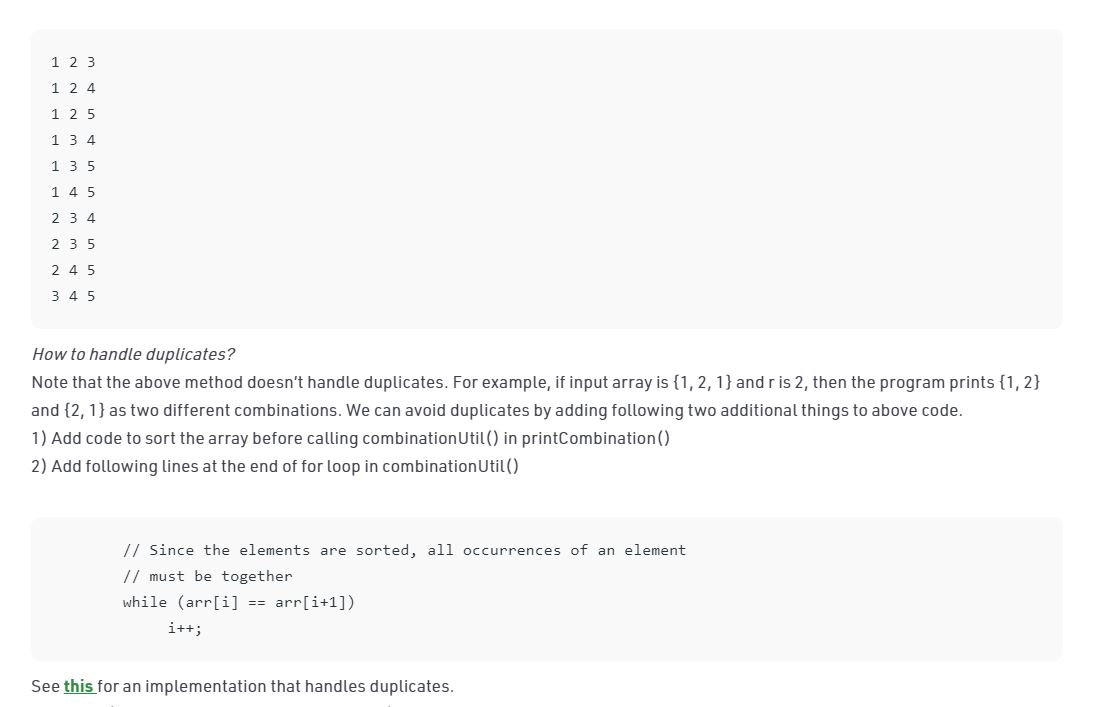 1 2 3
1 2 4
1 2 5
1 3 4
1 3 5
1 4 5
2 3 4
2 3 5
2 4 5
3 4 5
How to handle duplicates?
Note that the above method doesn't handle duplicates. For example, if input array is {1, 2, 1} and r is 2, then the program prints {1, 2}
and {2, 1} as two different combinations. We can avoid duplicates by adding following two additional things to above code.
1) Add code to sort the array before calling combinationUtil() in printCombination()
2) Add following lines at the end of for loop in combinationUtil()
// Since the elements are sorted, all occurrences of an element
// must be together
while (arr[i] == arr[i+1])
i++;
See this for an implementation that handles duplicates.